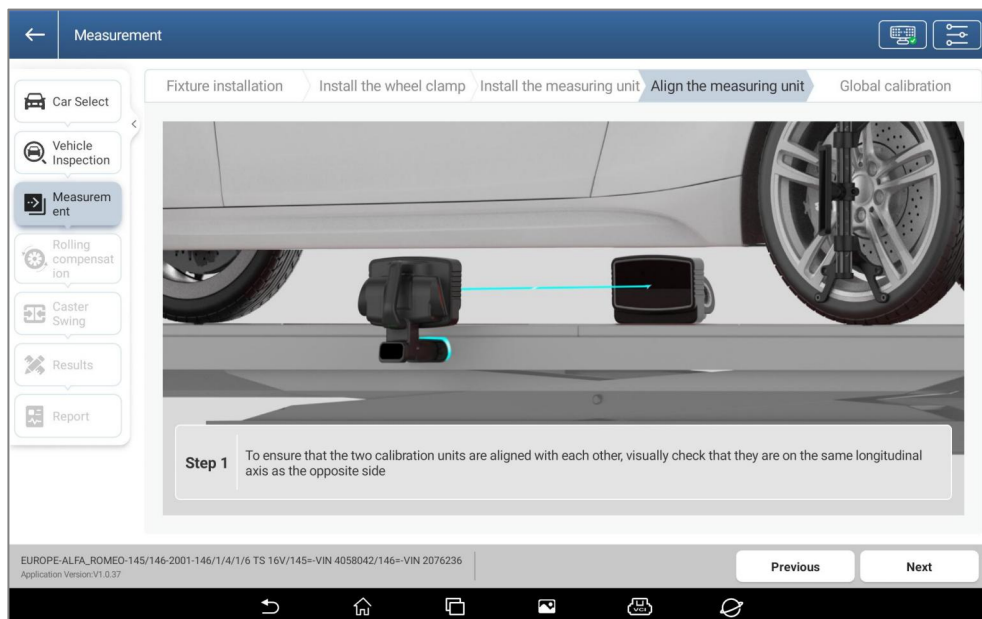 Measurement
Fixture installation
Install the wheel clamp
Install the measuring unit
Align the measuring unit
Global calibration
Car Select
Vehicle
Inspection
Measurem
ent
Rolling
compensat
ion
Caster
Swing
Results
Report
Step 1
To ensure that the two calibration units are aligned with each other, visually check that they are on the same longitudinal
axis as the opposite side
EUROPE-ALFA_ROMEO-145/146-2001-146/1/4/1/6 TS 16V/145=-VIN 4058042/146=-VIN 2076236
Application Version:V1.0.37
Previous
Next
VCI